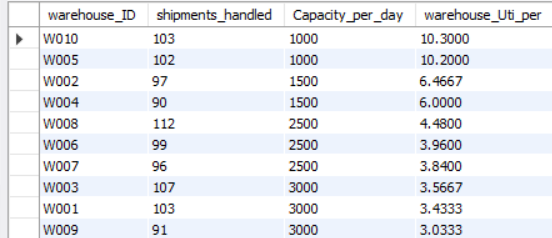 warehouse_ID shipments_handled Capacity_per_day warehouse_Uti_per
W010 103 1000 10.3000
W005 102 1000 10.2000
W002 97 1500 6.4667
W004 90 1500 6.0000
W008 112 2500 4.4800
W006 99 2500 3.9600
W007 96 2500 3.8400
W003 107 3000 3.5667
W001 103 3000 3.4333
W009 91 3000 3.0333